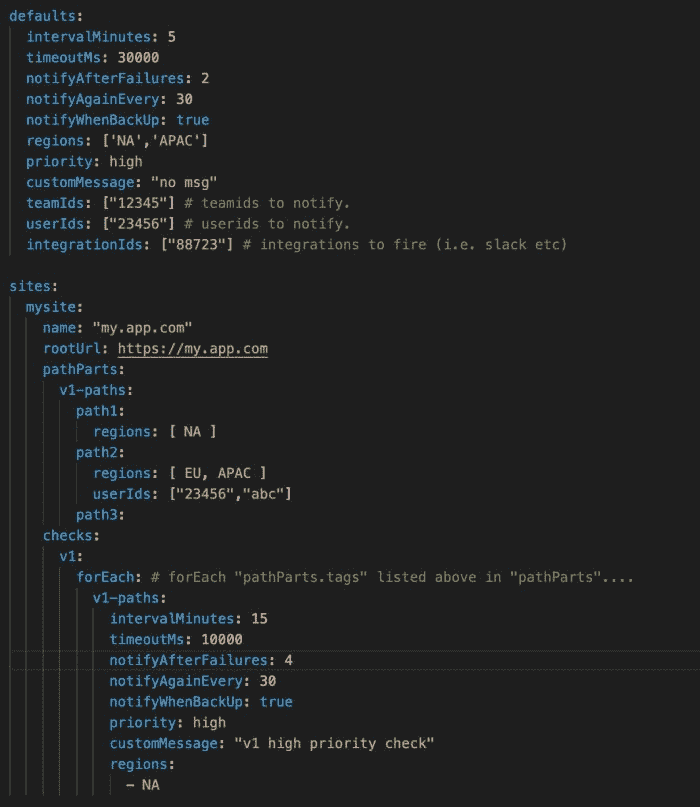 defaults:
  intervalMinutes: 5
  timeoutMs: 30000
  notifyAfterFailures: 2
  notifyAgainEvery: 30
  notifyWhenBackUp: true
  regions: ['NA','APAC']
  priority: high
  customMessage: "no msg"
  teamIds: ["12345"] # teamids to notify.
  userIds: ["23456"] # userids to notify.
  integrationIds: ["88723"] # integrations to fire (i.e. slack etc)

sites:
  mysite:
    name: "my.app.com"
    rootUrl: https://my.app.com
    pathParts:
      v1-paths:
        path1:
          regions: [ NA ]
        path2:
          regions: [ EU, APAC ]
          userIds: ["23456","abc"]
        path3:
    checks:
      v1:
        forEach: # forEach "pathParts.tags" listed above in "pathParts"....
          v1-paths:
            intervalMinutes: 15
            timeoutMs: 10000
            notifyAfterFailures: 4
            notifyAgainEvery: 30
            notifyWhenBackUp: true
            priority: high
            customMessage: "v1 high priority check"
            regions:
              - NA